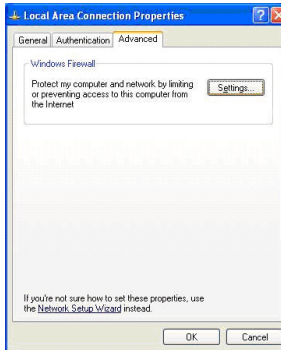 Local Area Connection Properties
General Authentication Advanced
Windows Firewall
Protect my computer and network by limiting
or preventing access to this computer from
the Internet
Settings...
If you're not sure how to set these properties, use
the Network Setup Wizard instead.
OK Cancel